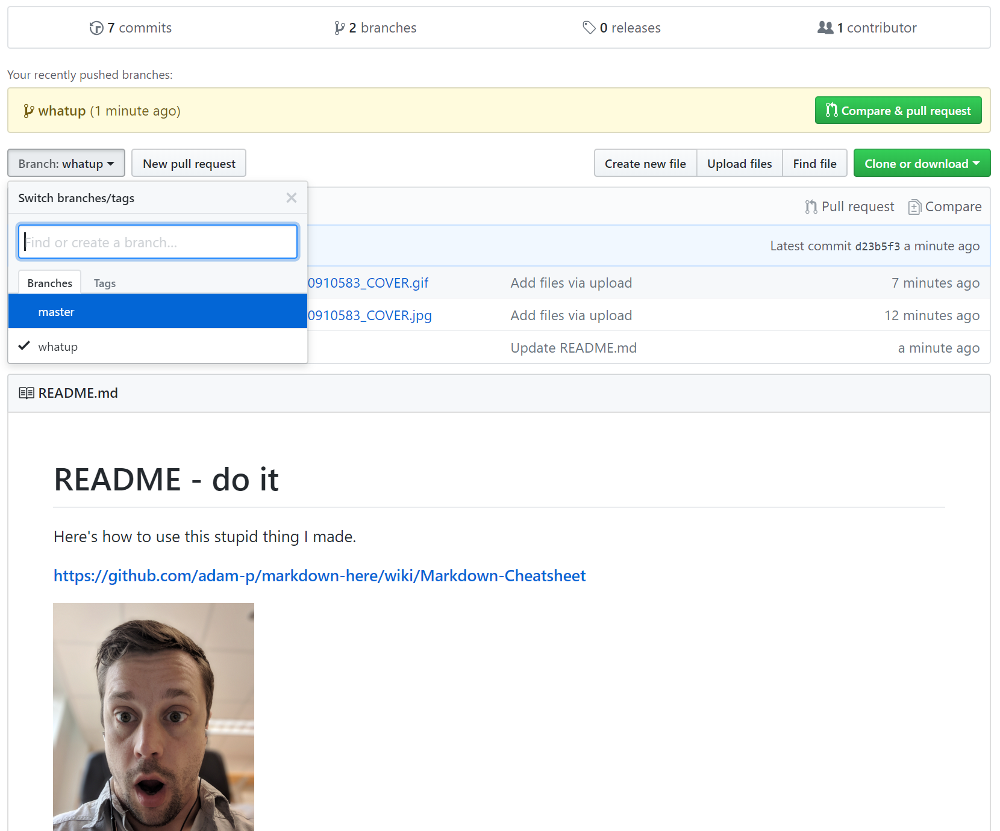 7 commits 2 branches 0 releases 1 contributor
Your recently pushed branches:
whatup (1 minute ago) Compare & pull request
Branch: whatup New pull request Create new file Upload files Find file Clone or download
Switch branches/tags
Pull request Compare
Find or create a branch...
Latest commit d23b5f3 a minute ago
Branches Tags
0910583_COVER.gif Add files via upload 7 minutes ago
master
0910583_COVER.jpg Add files via upload 12 minutes ago
whatup
Update README.md a minute ago
README.md
README - do it
Here's how to use this stupid thing I made.
https://github.com/adam-p/markdown-here/wiki/Markdown-Cheatsheet